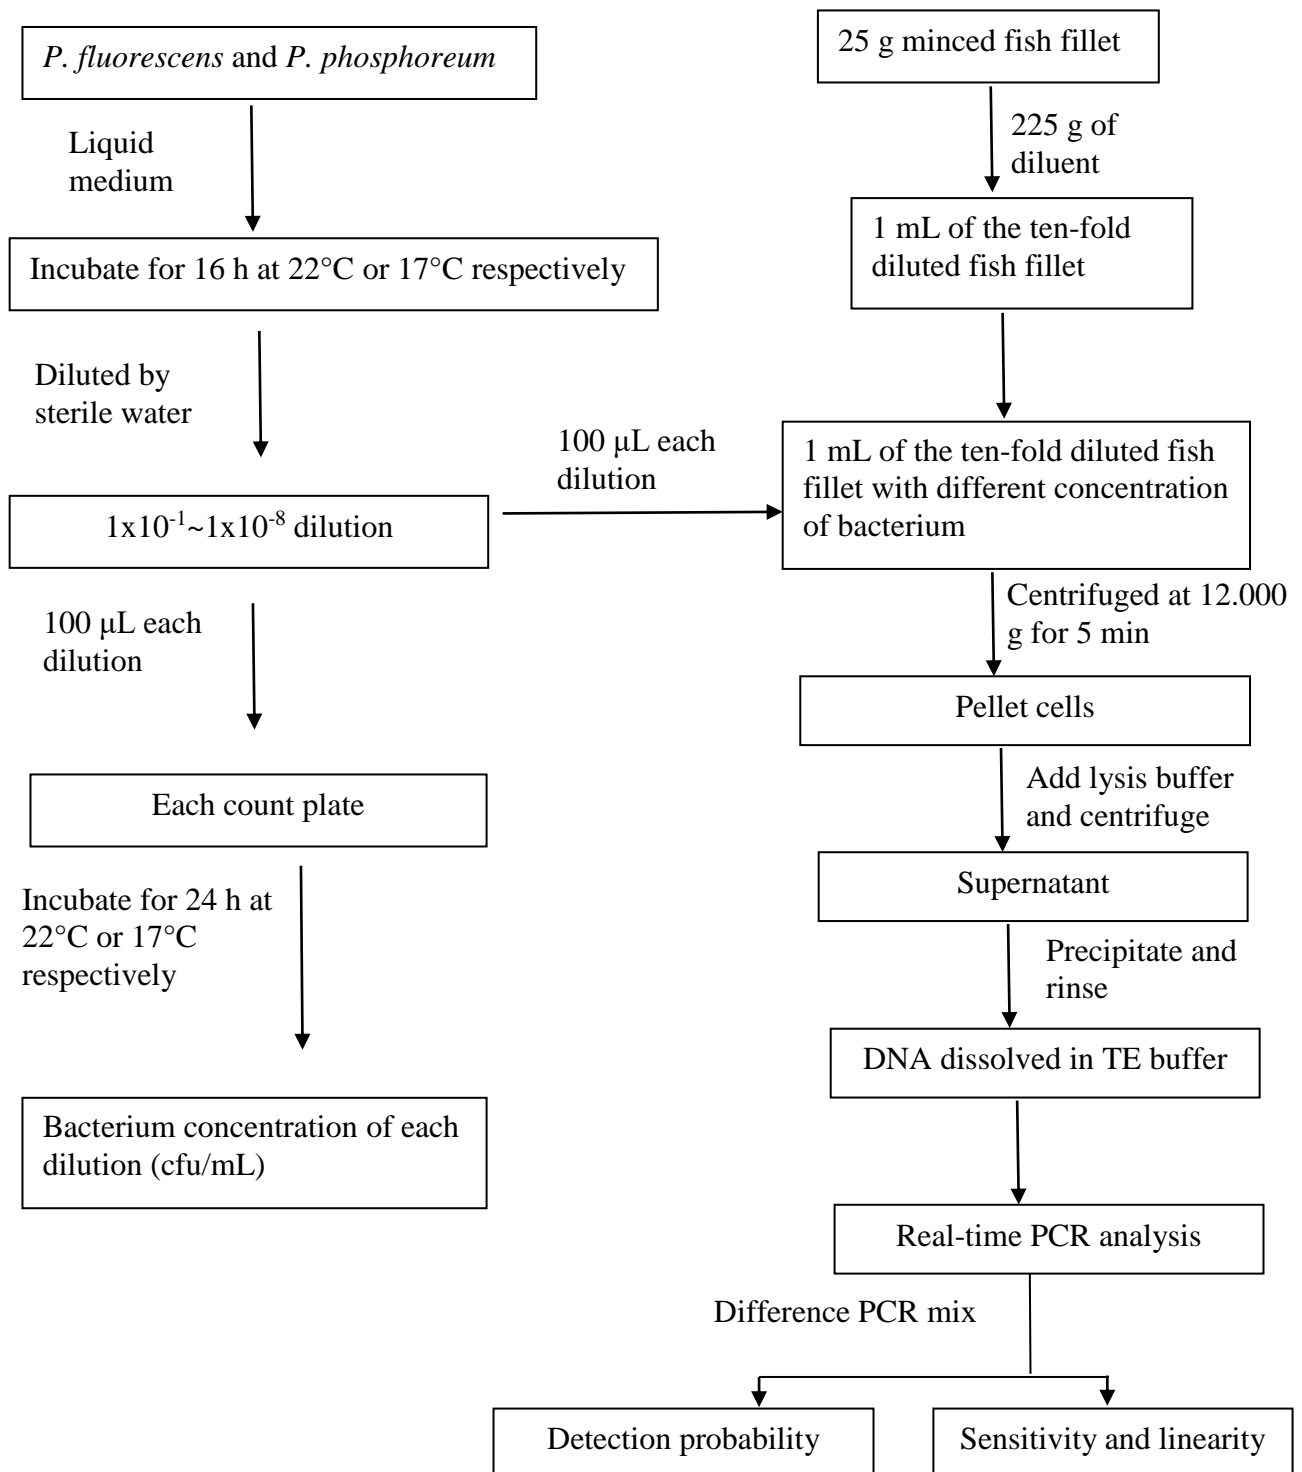 P. fluorescens and P. phosphoreum
Liquid
medium
Incubate for 16 h at 22°C or 17°C respectively
Diluted by
sterile water
1x10⁻¹~1x10⁻⁸ dilution
100 μL each
dilution
Each count plate
Incubate for 24 h at
22°C or 17°C
respectively
Bacterium concentration of each
dilution (cfu/mL)
100 μL each
dilution
25 g minced fish fillet
225 g of
diluent
1 mL of the ten-fold
diluted fish fillet
1 mL of the ten-fold diluted fish
fillet with different concentration
of bacterium
Centrifuged at 12.000
g for 5 min
Pellet cells
Add lysis buffer
and centrifuge
Supernatant
Precipitate and
rinse
DNA dissolved in TE buffer
Real-time PCR analysis
Difference PCR mix
Detection probability
Sensitivity and linearity